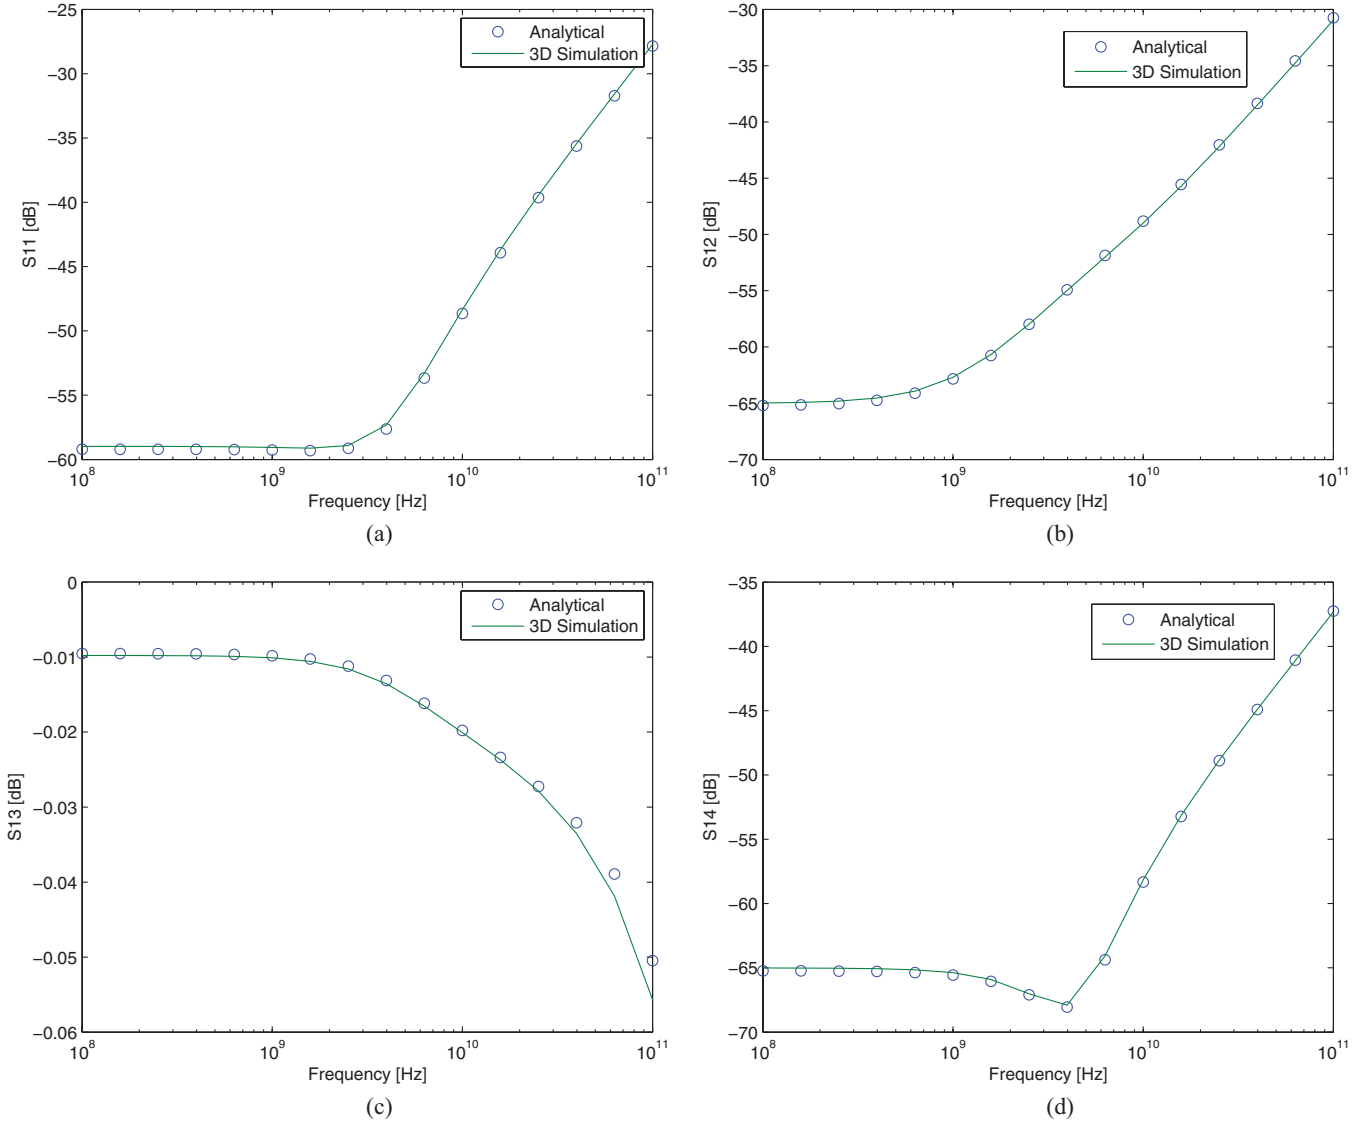 −25
−30
−35
−40
−45
−50
−55
−60
S11 [dB]
Analytical
3D Simulation
10^8
10^9
10^10
10^11
Frequency [Hz]
(a)
−30
−35
−40
−45
−50
−55
−60
−65
−70
S12 [dB]
Analytical
3D Simulation
10^8
10^9
10^10
10^11
Frequency [Hz]
(b)
0
−0.01
−0.02
−0.03
−0.04
−0.05
−0.06
S13 [dB]
Analytical
3D Simulation
10^8
10^9
10^10
10^11
Frequency [Hz]
(c)
−35
−40
−45
−50
−55
−60
−65
−70
S14 [dB]
Analytical
3D Simulation
10^8
10^9
10^10
10^11
Frequency [Hz]
(d)